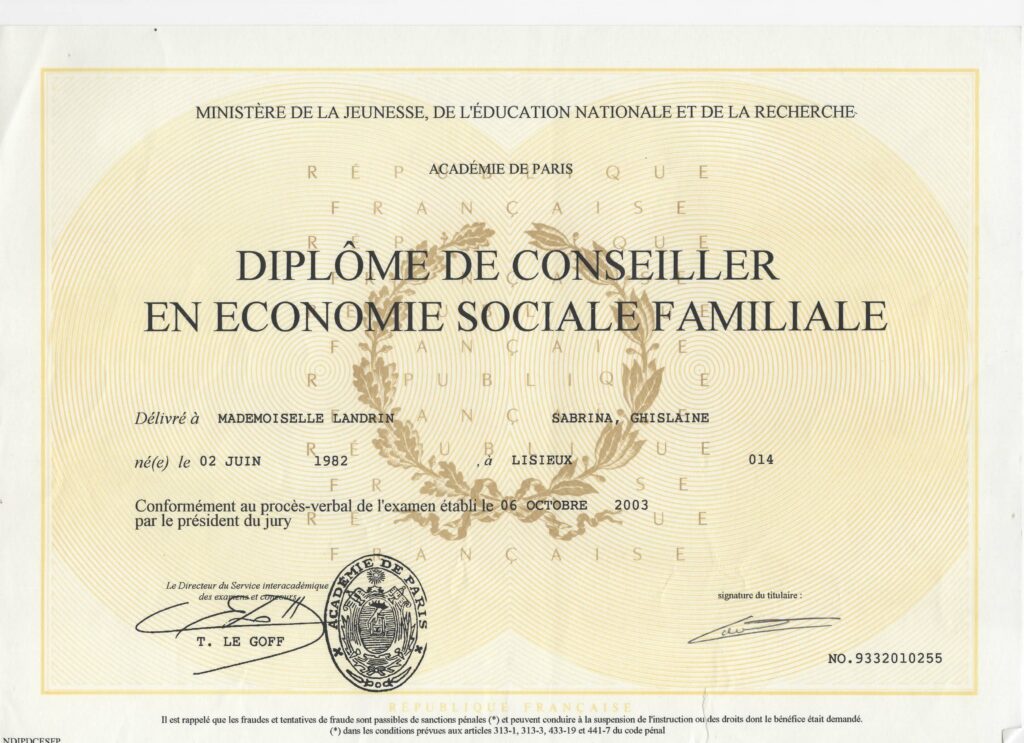 MINISTÈRE DE LA JEUNESSE, DE L'ÉDUCATION NATIONALE ET DE LA RECHERCHE
ACADÉMIE DE PARIS
RÉPUBLIQUE
FRANÇAISE
DIPLÔME DE CONSEILLER
EN ECONOMIE SOCIALE FAMILIALE
Délivré à MADEMOISELLE LANDRIN SABRINA, GHISLAINE
né(e) le 02 JUIN 1982 , à LISIEUX 014
Conformément au procès-verbal de l'examen établi le 06 OCTOBRE 2003
par le président du jury
FRANÇAISE
Le Directeur du Service interacadémique
des examens et concours
ACADÉMIE DE PARIS
T. LE GOFF
signature du titulaire :
NO.9332010255
RÉPUBLIQUE FRANÇAISE
Il est rappelé que les fraudes et tentatives de fraude sont passibles de sanctions pénales (*) et peuvent conduire à la suspension de l'instruction ou des droits dont le bénéfice était demandé.
(*) dans les conditions prévues aux articles 313-1, 313-3, 433-19 et 441-7 du code pénal